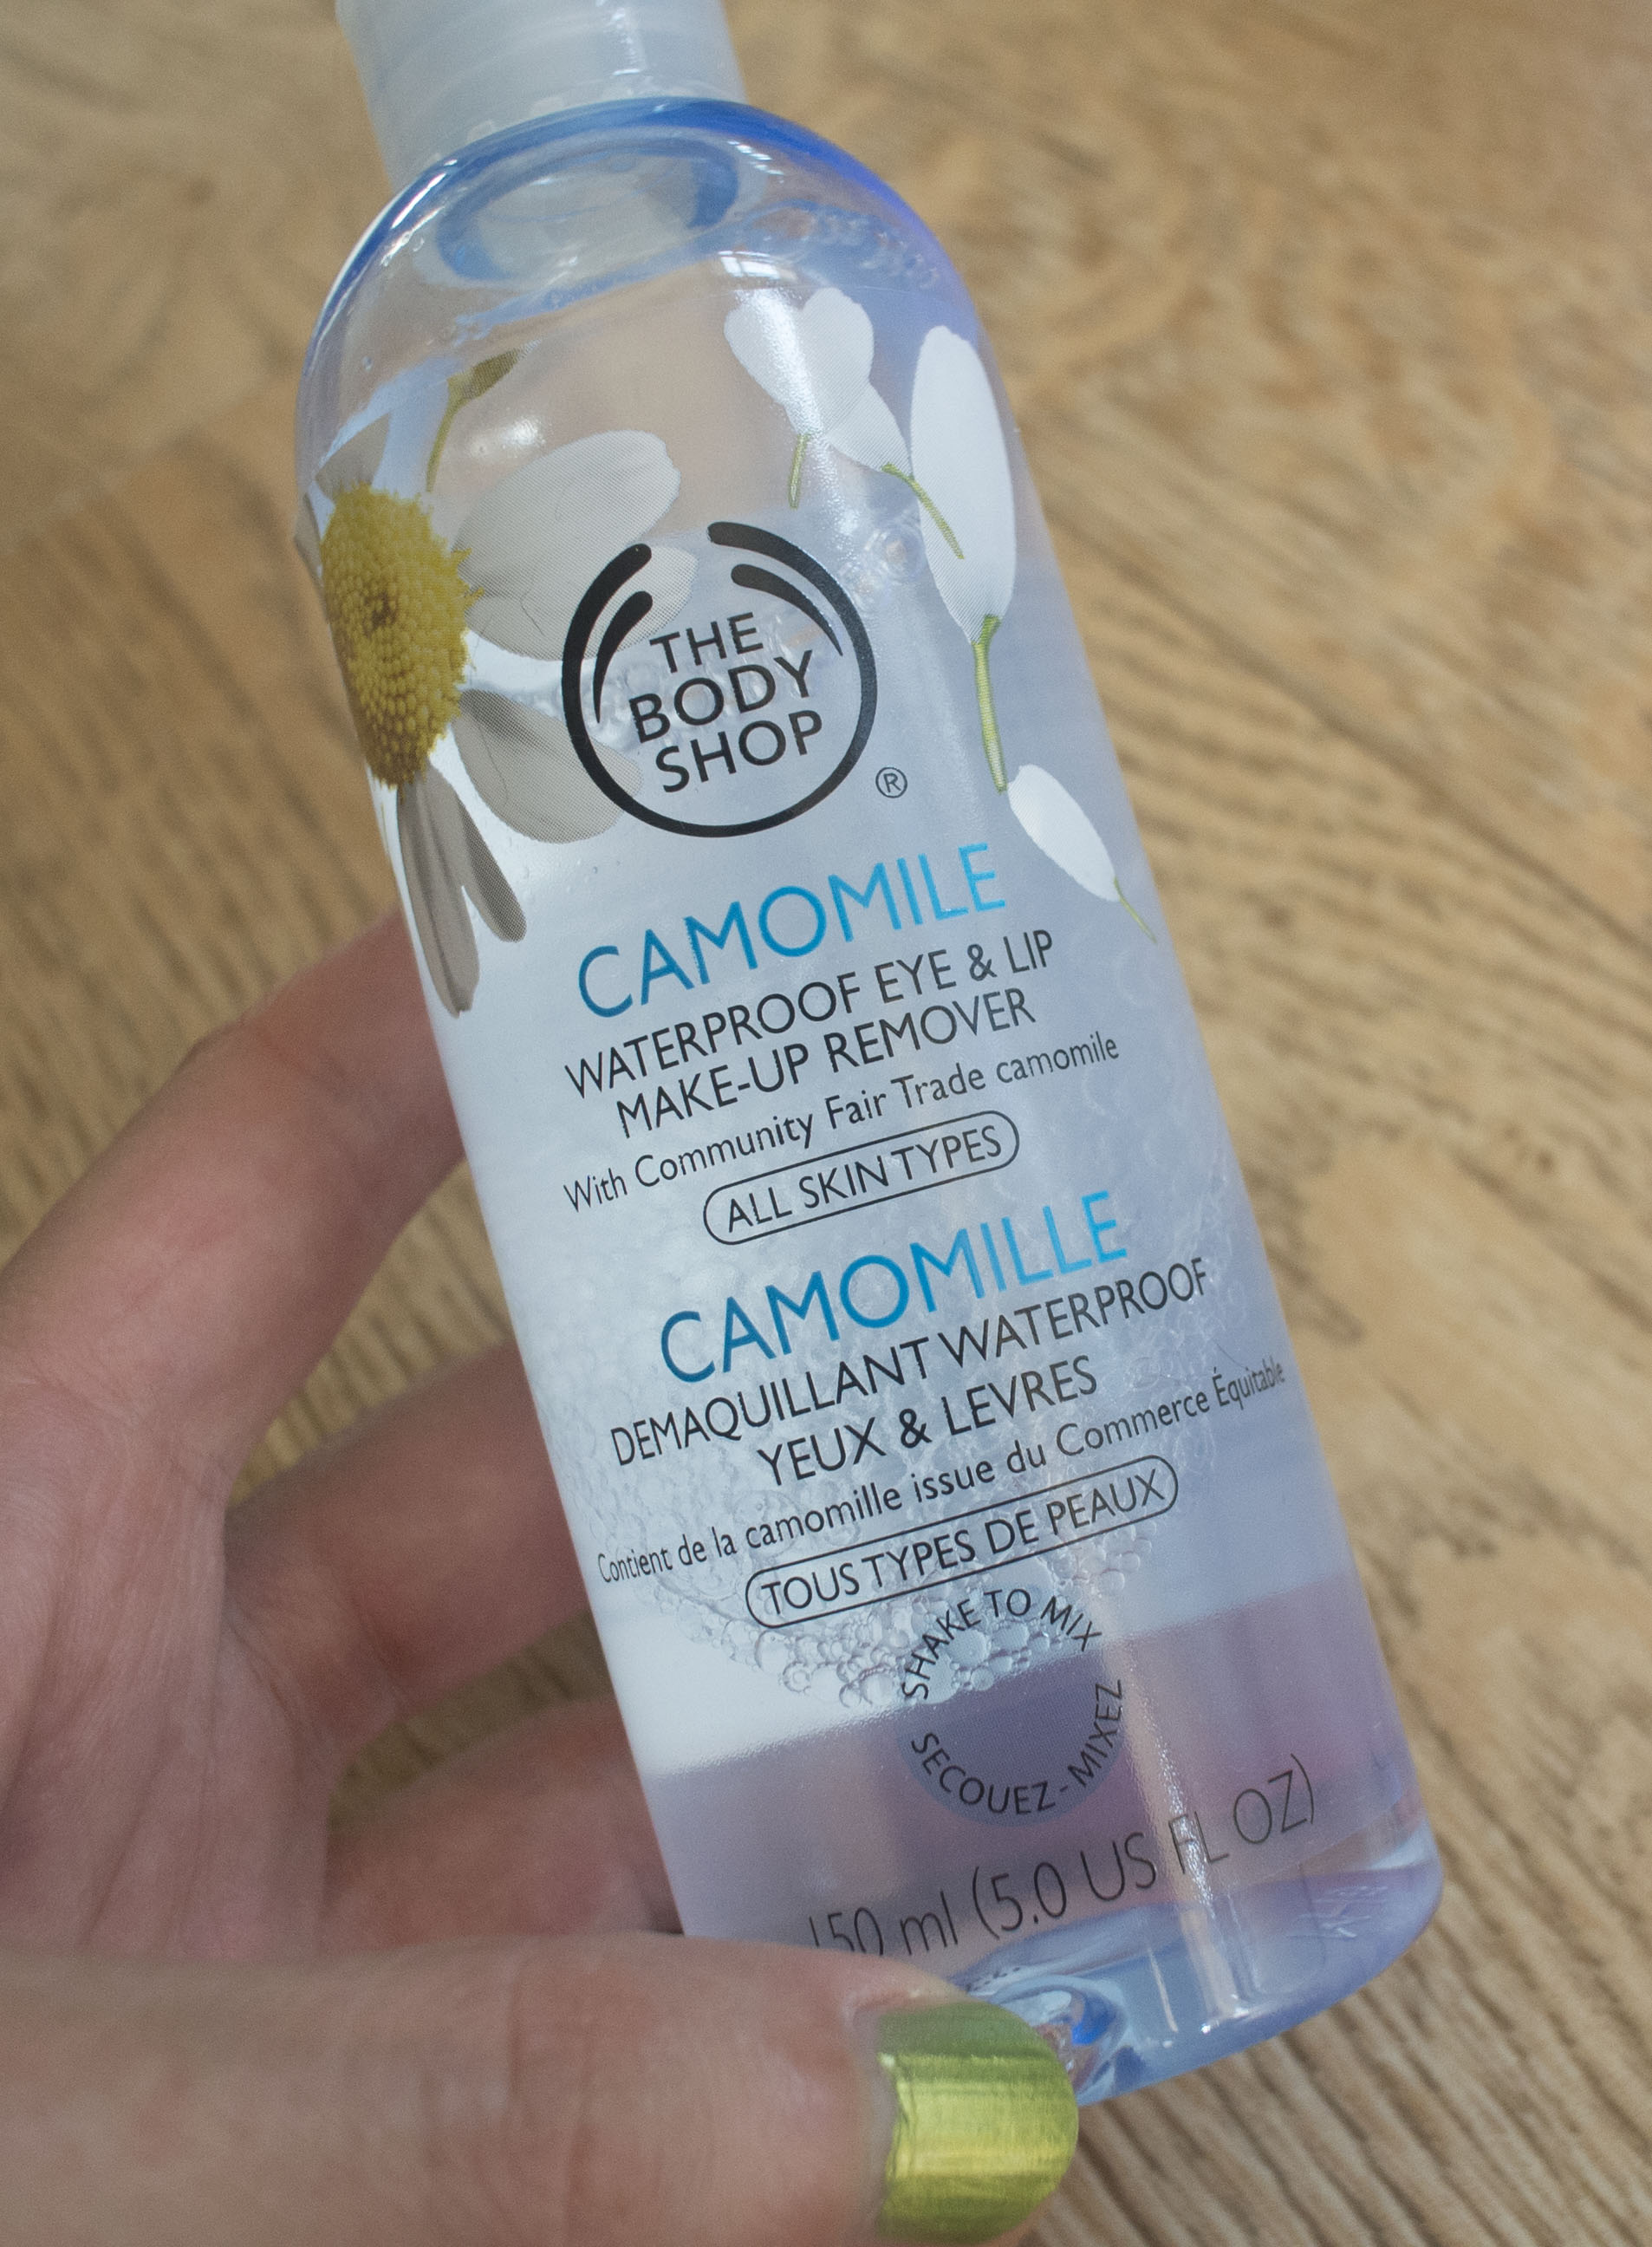 THE
BODY
SHOP
®
CAMOMILE
WATERPROOF EYE & LIP
MAKE-UP REMOVER
With Community Fair Trade camomile
ALL SKIN TYPES
CAMOMILLE
DEMAQUILLANT WATERPROOF
YEUX & LEVRES
Contient de la camomille issue du Commerce Équitable
TOUS TYPES DE PEAUX
SHAKE TO MIX
SECOUEZ - MIXEZ
150 ml (5.0 US FL OZ)